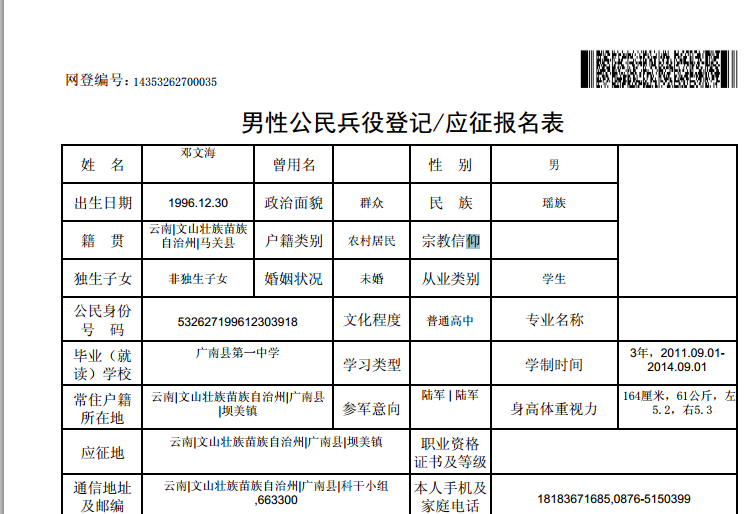 网登编号: 14353262700035
男性公民兵役登记/应征报名表
姓 名 邓文海 曾用名 性 别 男
出生日期 1996.12.30 政治面貌 群众 民 族 瑶族
籍 贯 云南|文山壮族苗族
自治州|马关县 户籍类别 农村居民 宗教信仰
独生子女 非独生子女 婚姻状况 未婚 从业类别 学生
公民身份
号 码 532627199612303918 文化程度 普通高中 专业名称
毕业（就
读）学校 广南县第一中学 学习类型 学制时间 3年，2011.09.01-
2014.09.01
常住户籍
所在地 云南|文山壮族苗族自治州|广南县
|坝美镇 参军意向 陆军 | 陆军 身高体重视力 164厘米，61公斤，左
5.2，右5.3
应征地 云南|文山壮族苗族自治州|广南县|坝美镇 职业资格
证书及等级
通信地址
及邮编 云南|文山壮族苗族自治州|广南县|科干小组
,663300 本人手机及
家庭电话 18183671685,0876-5150399